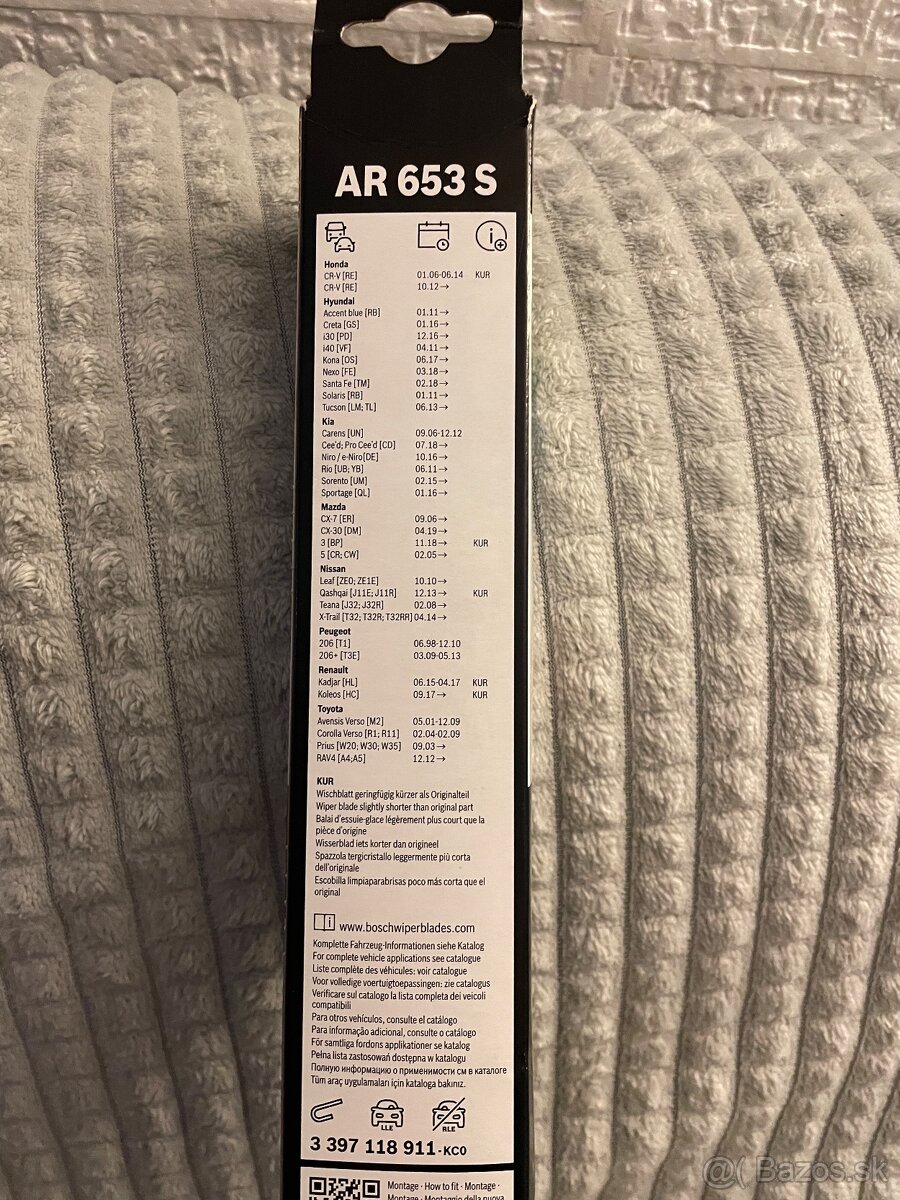 AR 653 S
Honda
CR-V [RE] 01.06-06.14 KUR
CR-V [RE] 10.12→
Hyundai
Accent blue [RB] 01.11→
Creta [GS] 01.16→
i30 [PD] 12.16→
i40 [VF] 04.11→
Kona [OS] 06.17→
Nexo [FE] 03.18→
Santa Fe [TM] 02.18→
Solaris [RB] 01.11→
Tucson [LM; TL] 06.13→
Kia
Carens [UN] 09.06-12.12
Cee'd; Pro Cee'd [CD] 07.18→
Niro / e-Niro[DE] 10.16→
Rio [UB; YB] 06.11→
Sorento [UM] 02.15→
Sportage [QL] 01.16→
Mazda
CX-7 [ER] 09.06→
CX-30 [DM] 04.19→
3 [BP] 11.18→ KUR
5 [CR; CW] 02.05→
Nissan
Leaf [ZE0; ZE1E] 10.10→
Qashqai [J11E; J11R] 12.13→ KUR
Teana [J32; J32R] 02.08→
X-Trail [T32; T32R; T32RR] 04.14→
Peugeot
206 [T1] 06.98-12.10
206+ [T3E] 03.09-05.13
Renault
Kadjar [HL] 06.15-04.17 KUR
Koleos [HC] 09.17→ KUR
Toyota
Avensis Verso [M2] 05.01-12.09
Corolla Verso [R1; R11] 02.04-02.09
Prius [W20; W30; W35] 09.03→
RAV4 [A4;A5] 12.12→
KUR
Wischblatt geringfügig kürzer als Originalteil
Wiper blade slightly shorter than original part
Balai d'essuie-glace légèrement plus court que la
pièce d'origine
Wisserblad iets korter dan origineel
Spazzola tergicristallo leggermente più corta
dell'originale
Escobilla limpiaparabrisas poco más corta que el
original
www.boschwiperblades.com
Komplette Fahrzeug-Informationen siehe Katalog
For complete vehicle applications see catalogue
Liste complète des véhicules: voir catalogue
Voor volledige voertuigtoepassingen: zie catalogus
Verificare sul catalogo la lista completa dei veicoli
compatibili
Para otros vehículos, consulte el catálogo
Para informação adicional, consulte o catálogo
För samtliga fordons applikationer se katalog
Pełna lista zastosowań dostępna w katalogu
Полную информацию о применимости см в каталоге
Tüm araç uygulamaları için kataloga bakınız.
LLE RLE
3 397 118 911-KC0
Montage · How to fit · Montage ·
Montage · Montaggio della nuova
@( Bazos.sk